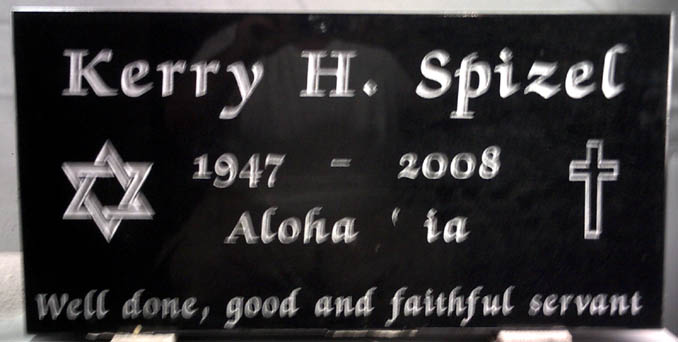 Kerry H. Spizel
1947 - 2008
Aloha ‘ ia
Well done, good and faithful servant